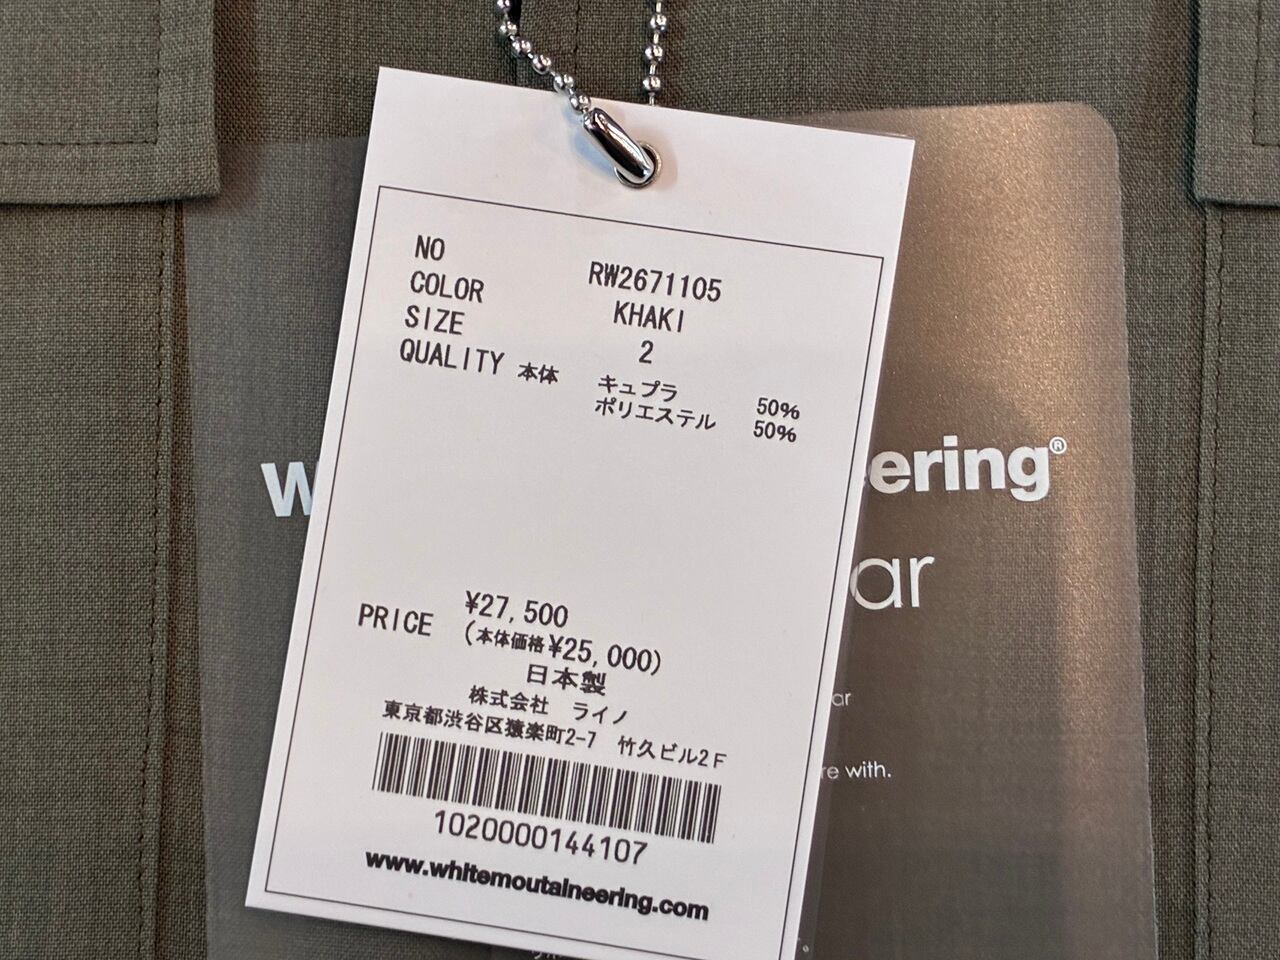 NO RW2671105
COLOR KHAKI
SIZE 2
QUALITY 本体 キュプラ 50%
ポリエステル 50%
PRICE ¥27,500
(本体価格¥25,000)
日本製
株式会社 ライノ
東京都渋谷区猿楽町2-7 竹久ビル2F
1020000144107
www.whitemoutaineering.com
eering®
ar
ar
re with.